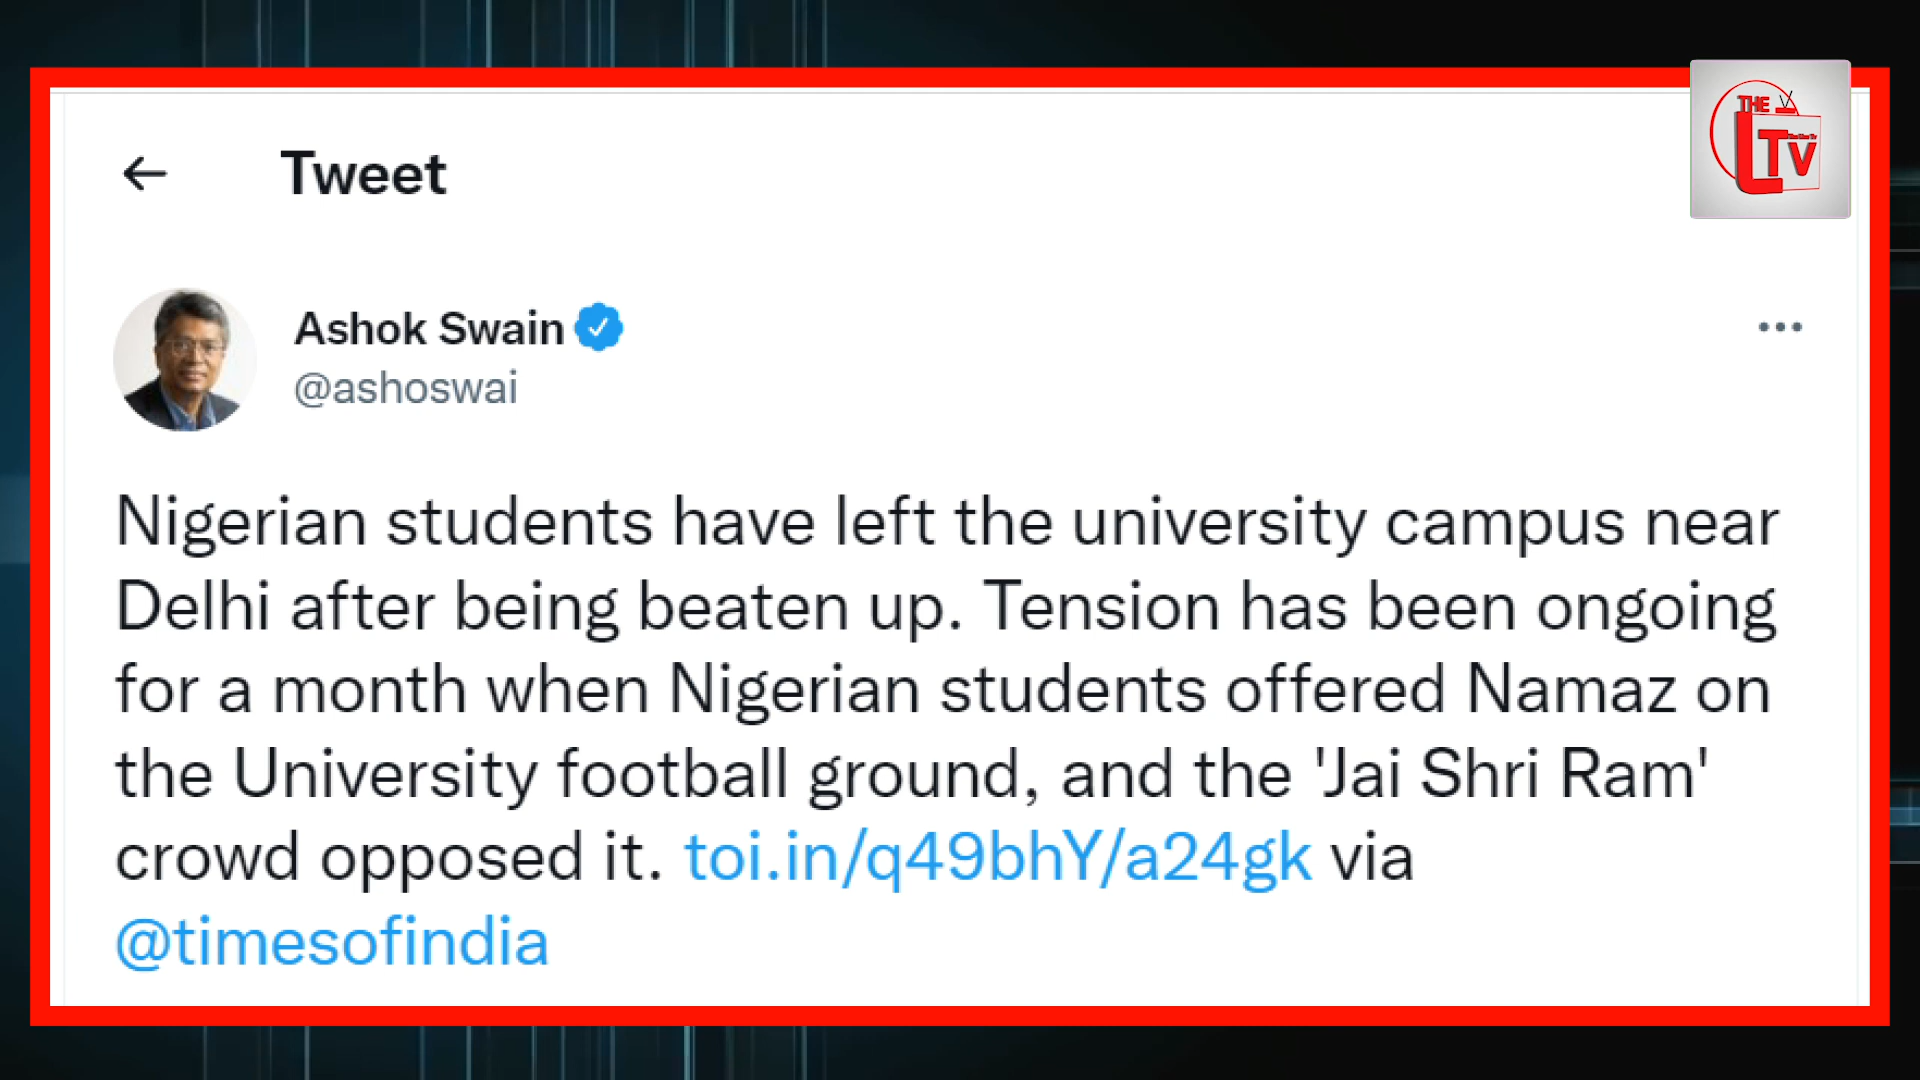 THE
LTV
Tweet
Ashok Swain
@ashoswai
Nigerian students have left the university campus near
Delhi after being beaten up. Tension has been ongoing
for a month when Nigerian students offered Namaz on
the University football ground, and the 'Jai Shri Ram'
crowd opposed it. toi.in/q49bhY/a24gk via
@timesofindia